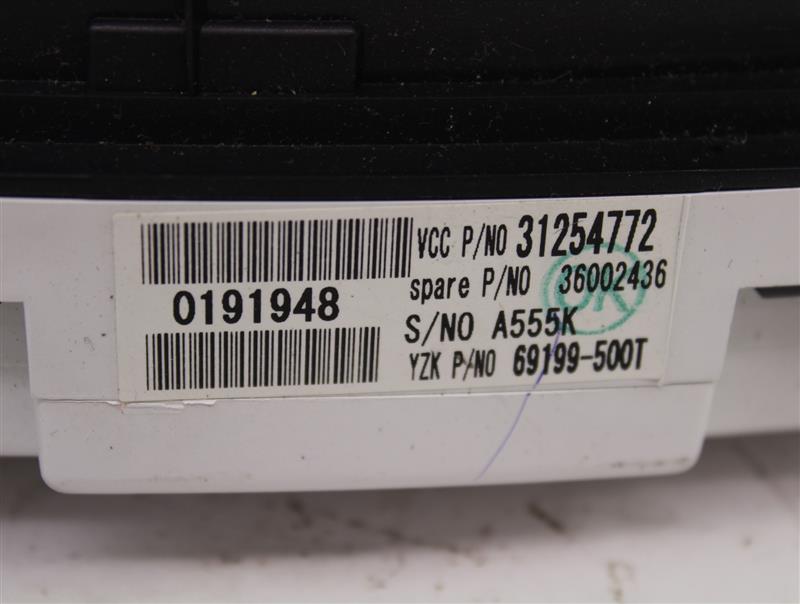 VCC P/NO 31254772
spare P/NO 36002436
0191948
S/NO A555K
YZK P/NO 69199-500T
OK